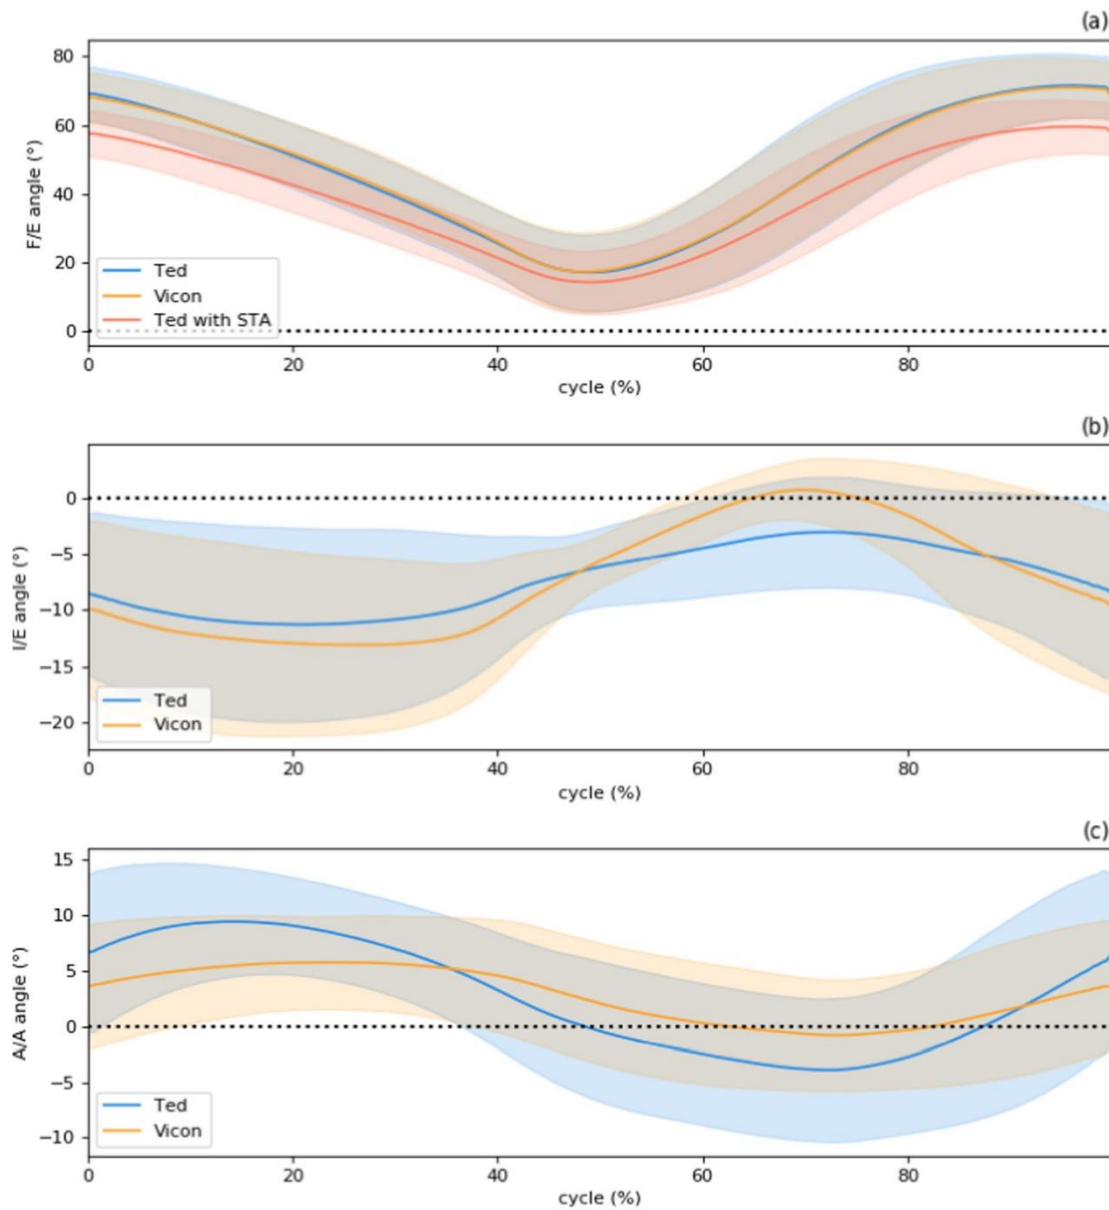 (a)
80
60
40
20
0
F/E angle (°)
Ted
Vicon
Ted with STA
0 20 40 60 80
cycle (%)
(b)
0
−5
−10
−15
−20
I/E angle (°)
Ted
Vicon
0 20 40 60 80
cycle (%)
(c)
15
10
5
0
−5
−10
A/A angle (°)
Ted
Vicon
0 20 40 60 80
cycle (%)